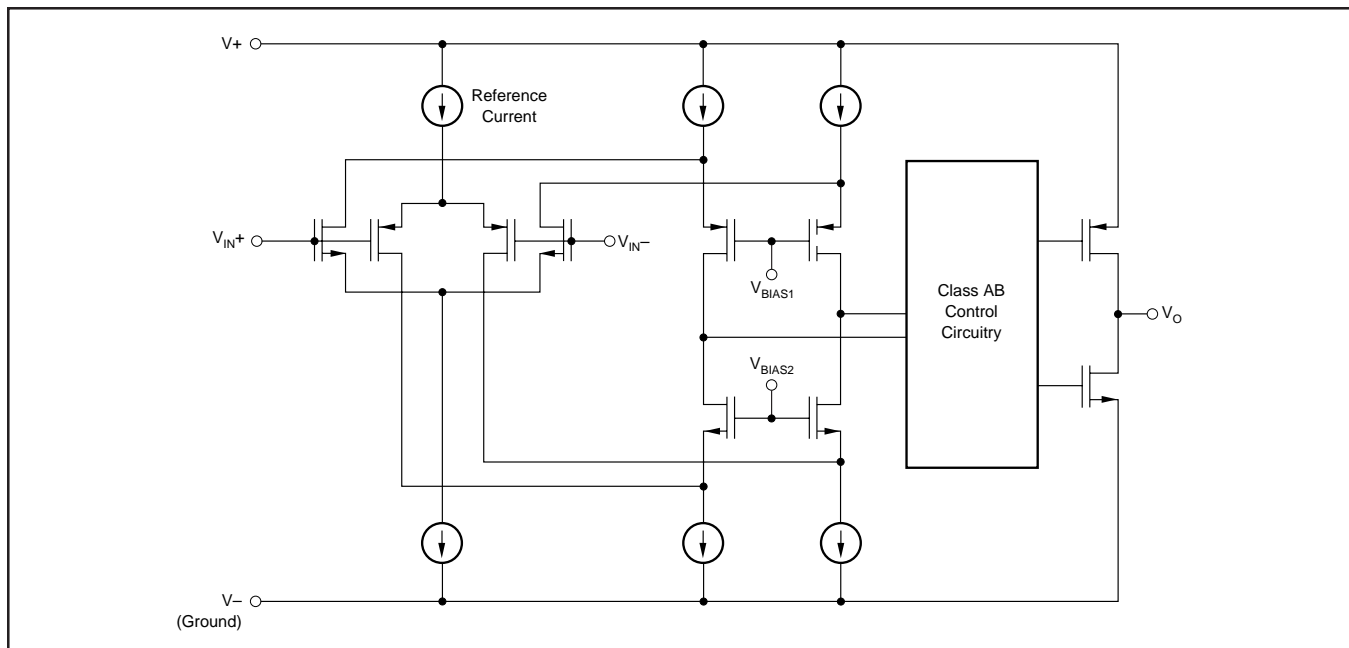 V+
Reference
Current
VIN+
VIN–
VBIAS1
VBIAS2
Class AB
Control
Circuitry
VO
V–
(Ground)